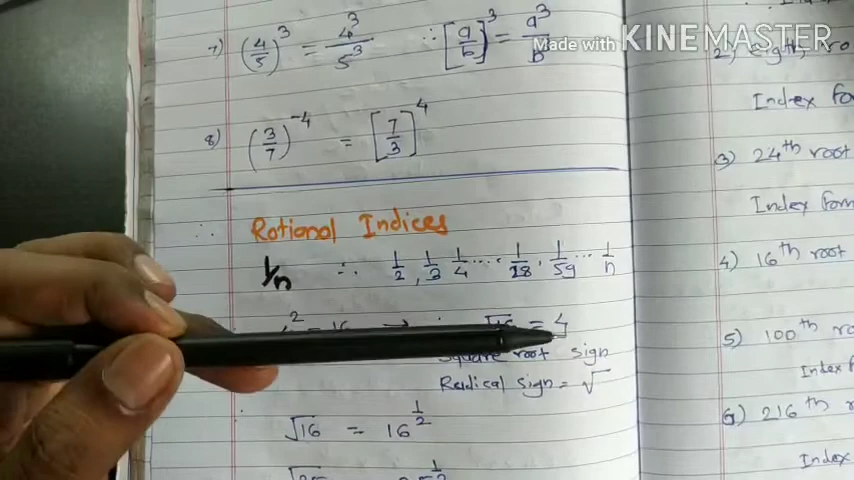 7) (4/5)^3 = 4^3/5^3 ∴ [a/b]^3 = a^3/b
Made with KINEMASTER
8) (3/7)^-4 = [7/3]^4
Rational Indices
1/n ∴ 1/2, 1/3 1/4 .... 1/18, 1/59 ... 1/n
= 4
Square root sign
Radical sign = √
√16 = 16^1/2
2) eighth
Index
3) 24th root
Index form
4) 16th root
5) 100th
Index
6) 216th
Index